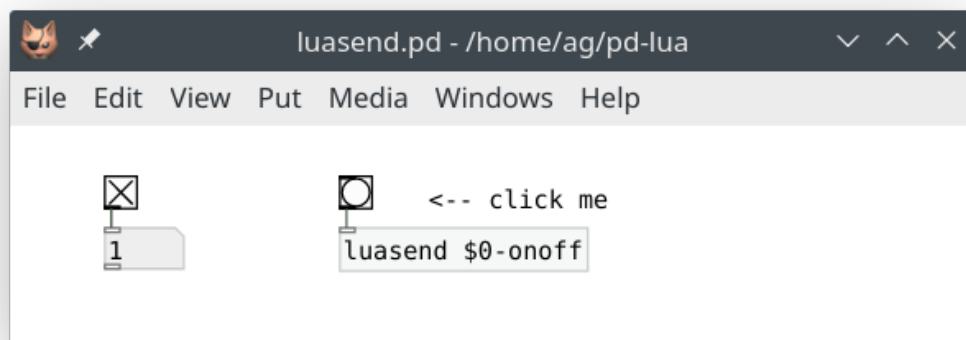 luasend.pd - /home/ag/pd-lua
File Edit View Put Media Windows Help
<-- click me
1
luasend $0-onoff